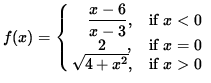 f(x) = { (x − 6)/(x − 3), if x < 0
2, if x = 0
√(4 + x²), if x > 0